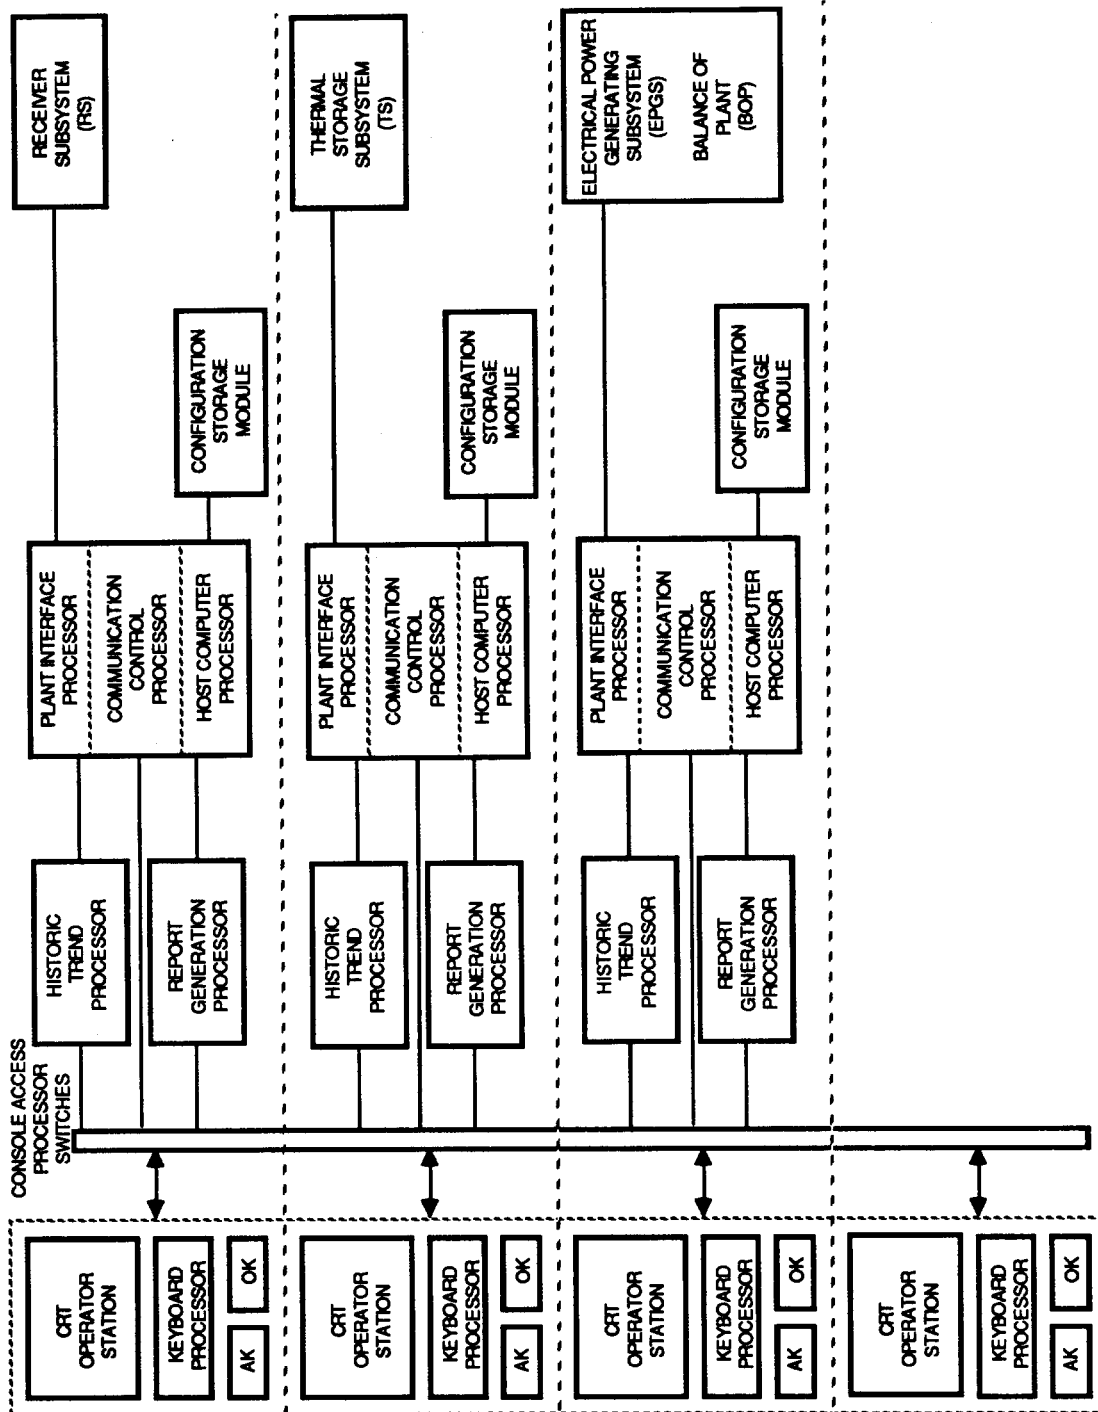 RECEIVER
SUBSYSTEM
(RS)
THERMAL
STORAGE
SUBSYSTEM
(TS)
ELECTRICAL POWER
GENERATING
SUBSYSTEM
(EPGS)
BALANCE OF
PLANT
(BOP)
CONFIGURATION
STORAGE
MODULE
CONFIGURATION
STORAGE
MODULE
CONFIGURATION
STORAGE
MODULE
PLANT INTERFACE
PROCESSOR
COMMUNICATION
CONTROL
PROCESSOR
HOST COMPUTER
PROCESSOR
PLANT INTERFACE
PROCESSOR
COMMUNICATION
CONTROL
PROCESSOR
HOST COMPUTER
PROCESSOR
PLANT INTERFACE
PROCESSOR
COMMUNICATION
CONTROL
PROCESSOR
HOST COMPUTER
PROCESSOR
HISTORIC
TREND
PROCESSOR
REPORT
GENERATION
PROCESSOR
HISTORIC
TREND
PROCESSOR
REPORT
GENERATION
PROCESSOR
HISTORIC
TREND
PROCESSOR
REPORT
GENERATION
PROCESSOR
CONSOLE ACCESS
PROCESSOR
SWITCHES
CRT
OPERATOR
STATION
KEYBOARD
PROCESSOR
AK
OK
CRT
OPERATOR
STATION
KEYBOARD
PROCESSOR
AK
OK
CRT
OPERATOR
STATION
KEYBOARD
PROCESSOR
AK
OK
CRT
OPERATOR
STATION
KEYBOARD
PROCESSOR
AK
OK